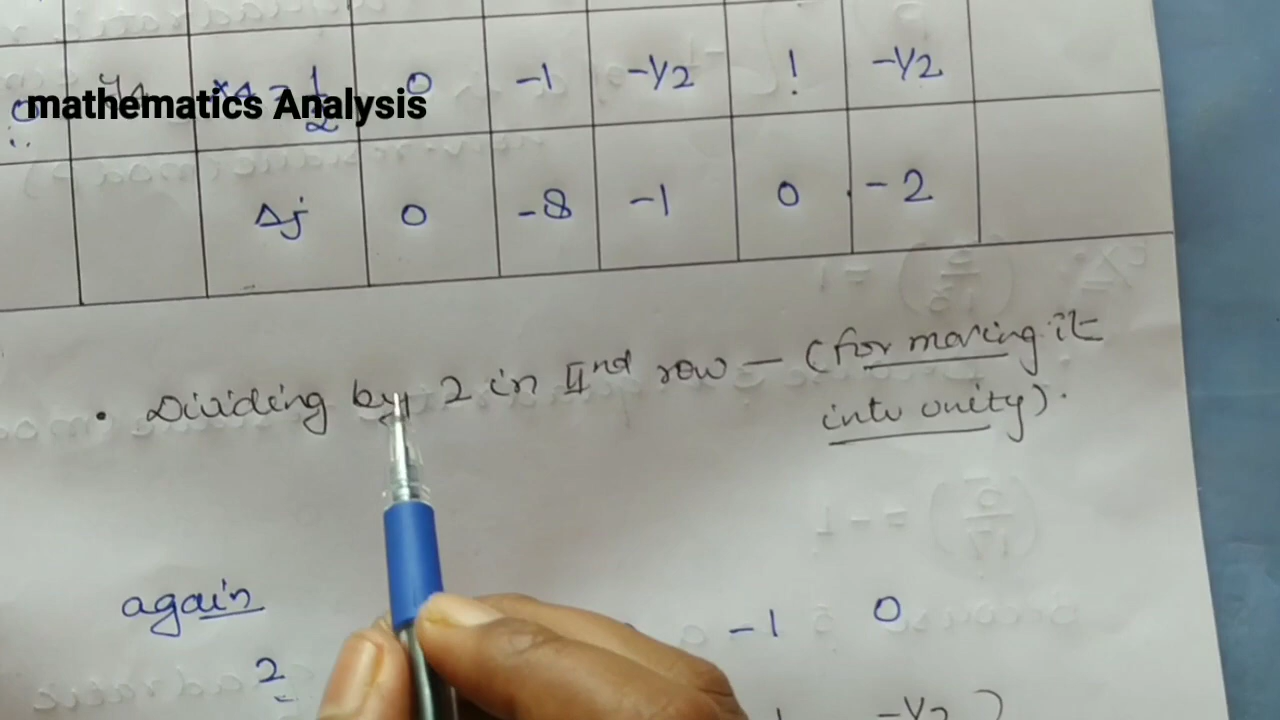 mathematics Analysis
0 -1 -1/2 1 -1/2
Δj 0 -8 -1 0 -2
• Dividing by 2 in IInd row — (for moving it
into unity).
again
-1 0
2
-1/2 )